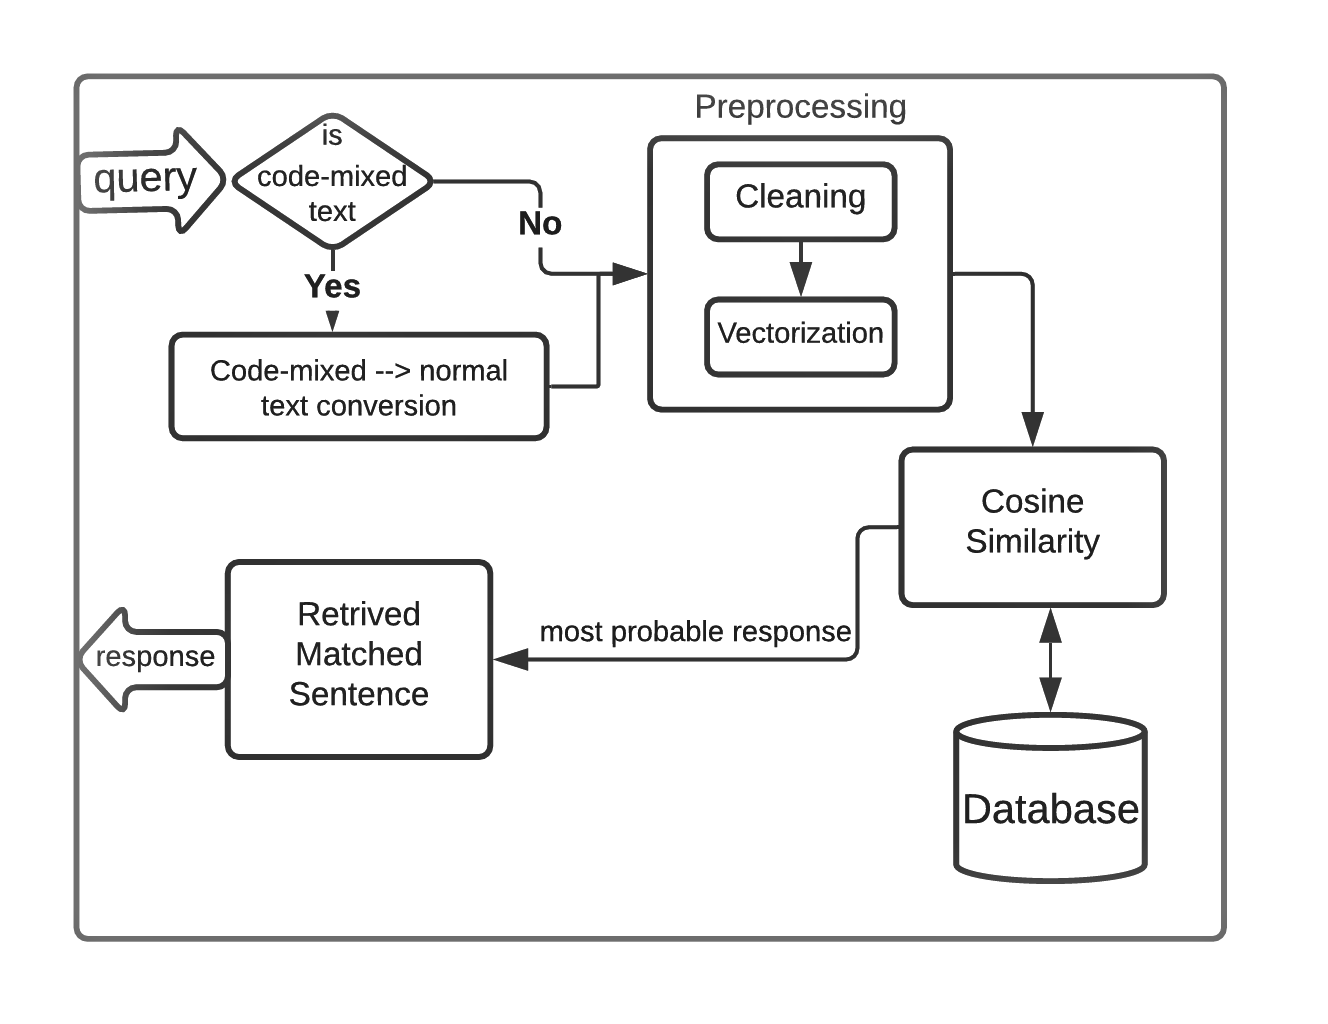 query
is
code-mixed
text
No
Yes
Code-mixed --> normal
text conversion
Preprocessing
Cleaning
Vectorization
Cosine
Similarity
most probable response
Retrived
Matched
Sentence
response
Database